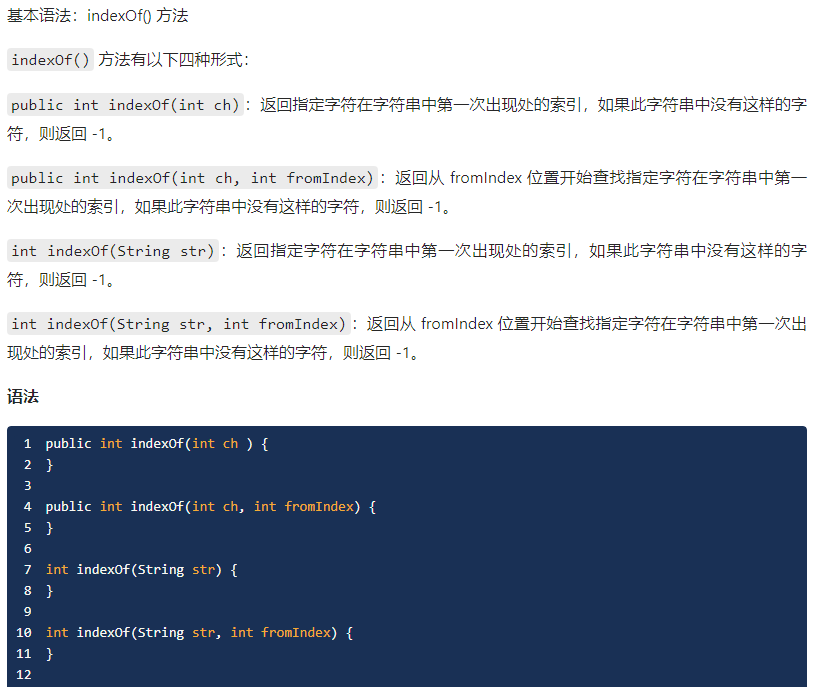 基本语法：indexOf() 方法
indexOf() 方法有以下四种形式：
public int indexOf(int ch)：返回指定字符在字符串中第一次出现处的索引，如果此字符串中没有这样的字
符，则返回 -1。
public int indexOf(int ch, int fromIndex)：返回从 fromIndex 位置开始查找指定字符在字符串中第一
次出现处的索引，如果此字符串中没有这样的字符，则返回 -1。
int indexOf(String str)：返回指定字符在字符串中第一次出现处的索引，如果此字符串中没有这样的字
符，则返回 -1。
int indexOf(String str, int fromIndex)：返回从 fromIndex 位置开始查找指定字符在字符串中第一次出
现处的索引，如果此字符串中没有这样的字符，则返回 -1。
语法
1 public int indexOf(int ch ) {
2 }
3
4 public int indexOf(int ch, int fromIndex) {
5 }
6
7 int indexOf(String str) {
8 }
9
10 int indexOf(String str, int fromIndex) {
11 }
12